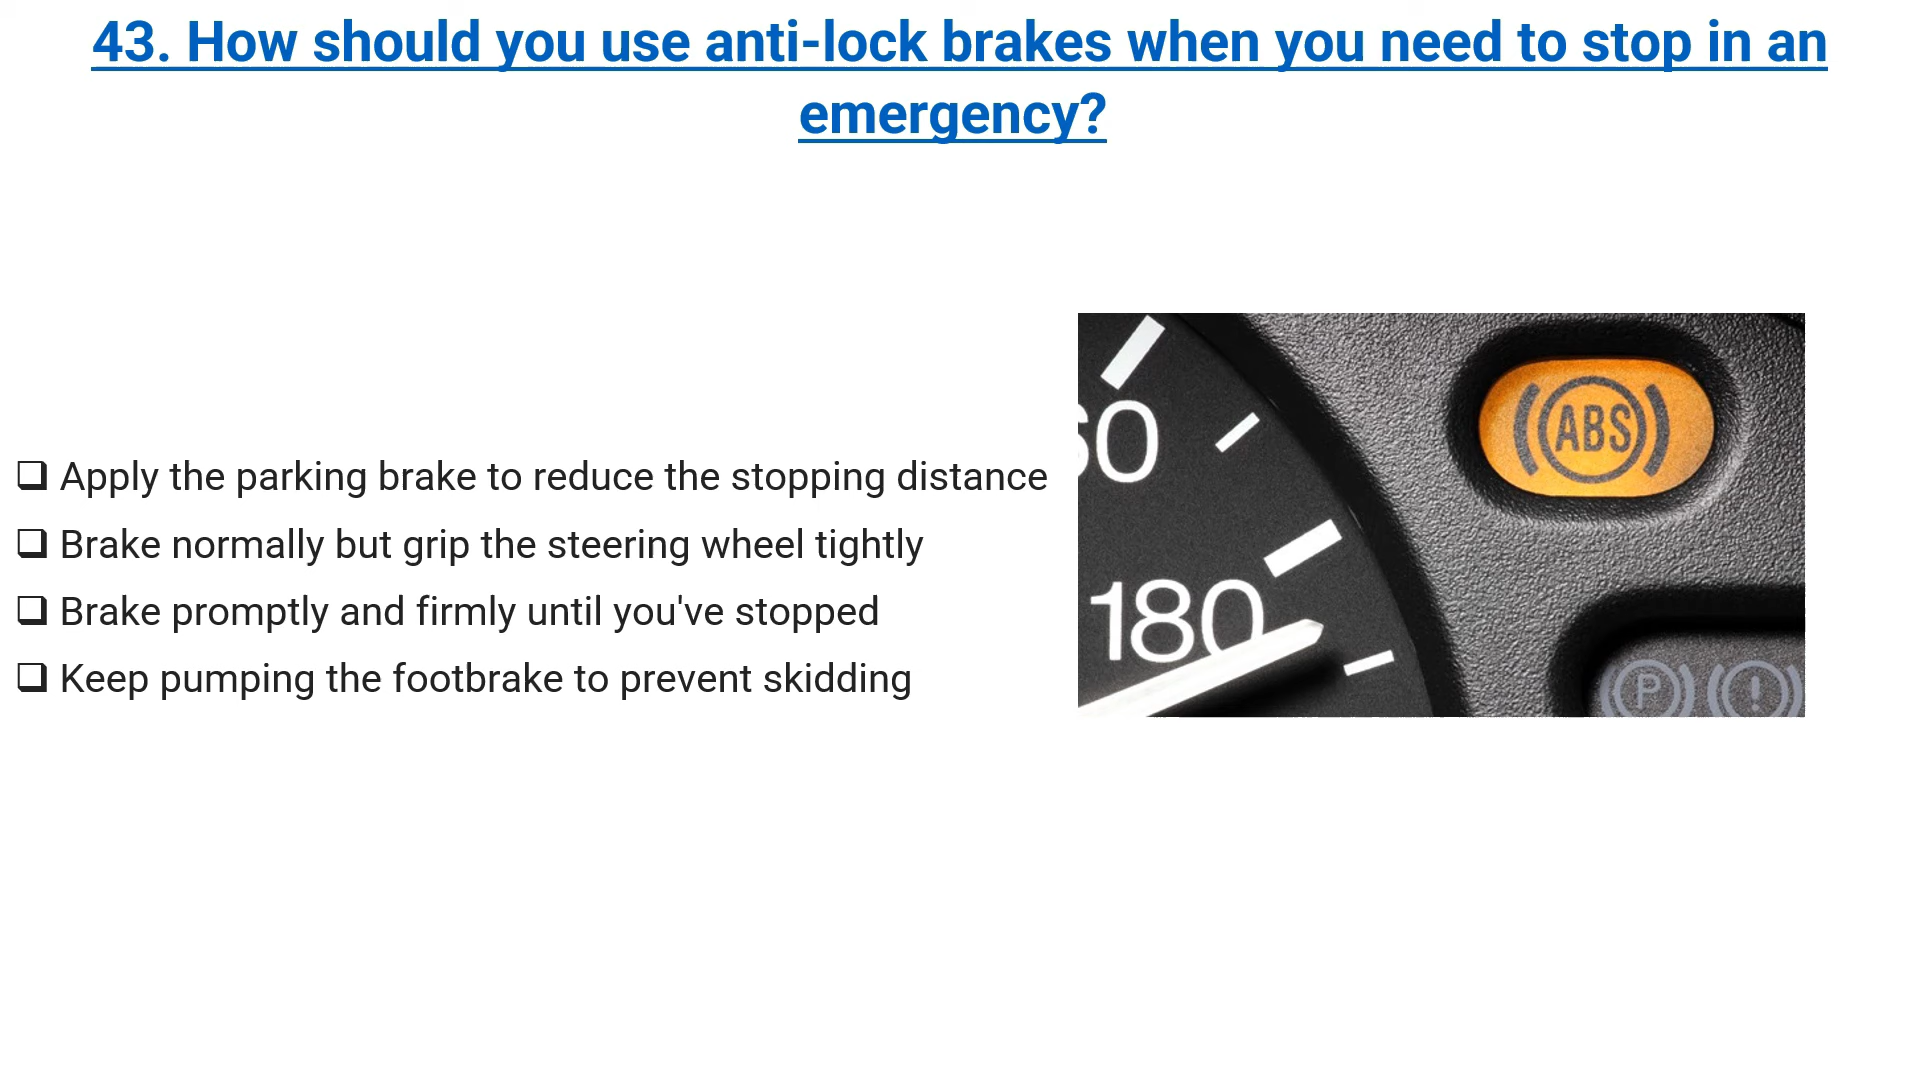 43. How should you use anti-lock brakes when you need to stop in an
emergency?
Apply the parking brake to reduce the stopping distance
Brake normally but grip the steering wheel tightly
Brake promptly and firmly until you've stopped
Keep pumping the footbrake to prevent skidding
60
ABS
180
P
!